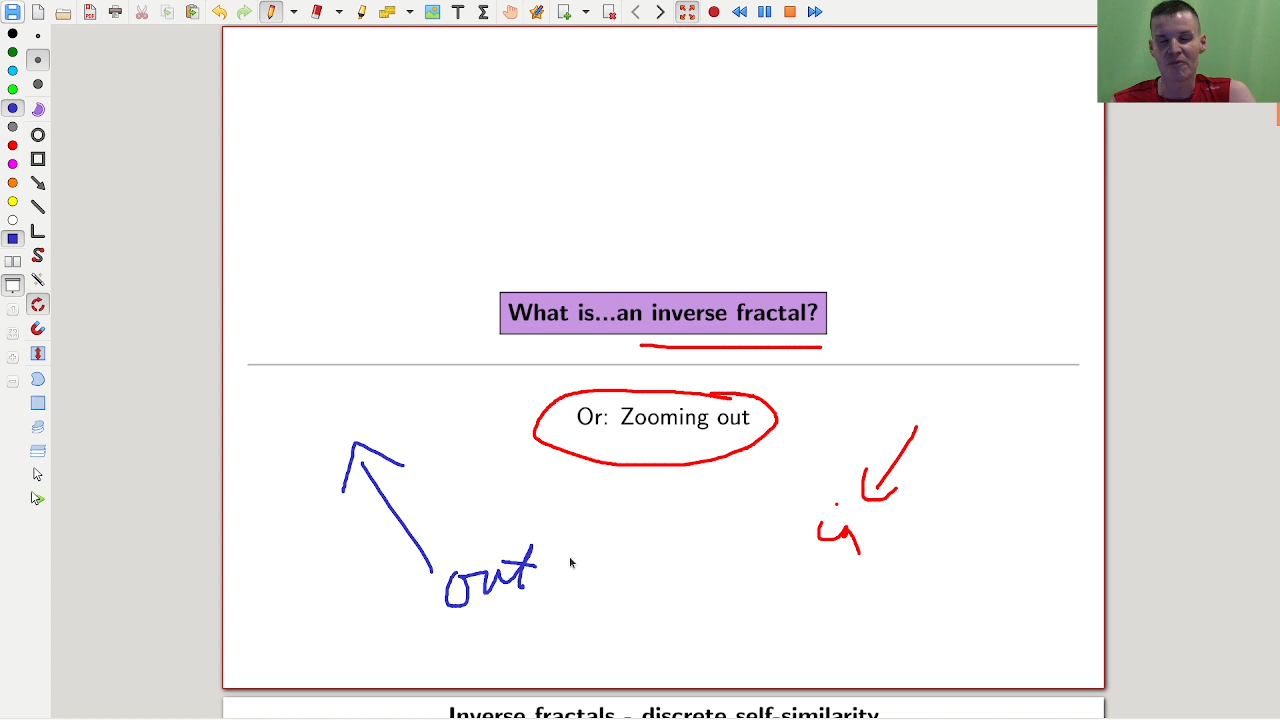 What is...an inverse fractal?
Or: Zooming out
in
out
Inverse fractals - discrete self-similarity